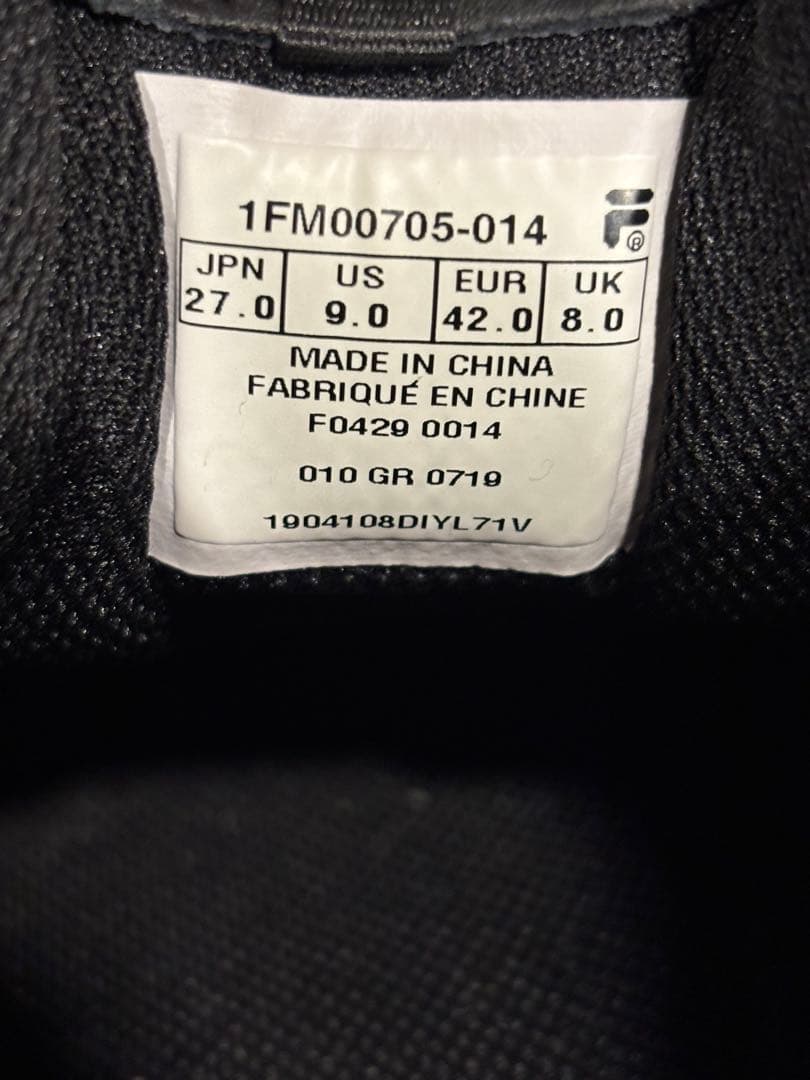 1FM00705-014
JPN US EUR UK
27.0 9.0 42.0 8.0
MADE IN CHINA
FABRIQUÉ EN CHINE
F0429 0014
010 GR 0719
1904108DIYL71V